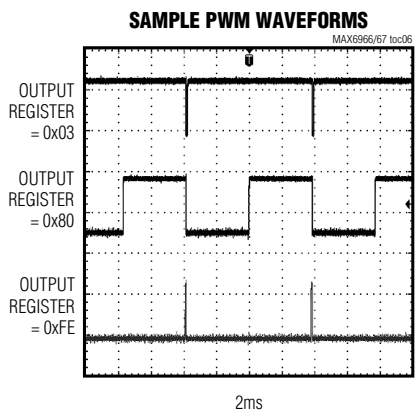 SAMPLE PWM WAVEFORMS
MAX6966/67 toc06
T
OUTPUT
REGISTER
= 0x03
OUTPUT
REGISTER
= 0x80
OUTPUT
REGISTER
= 0xFE
2ms